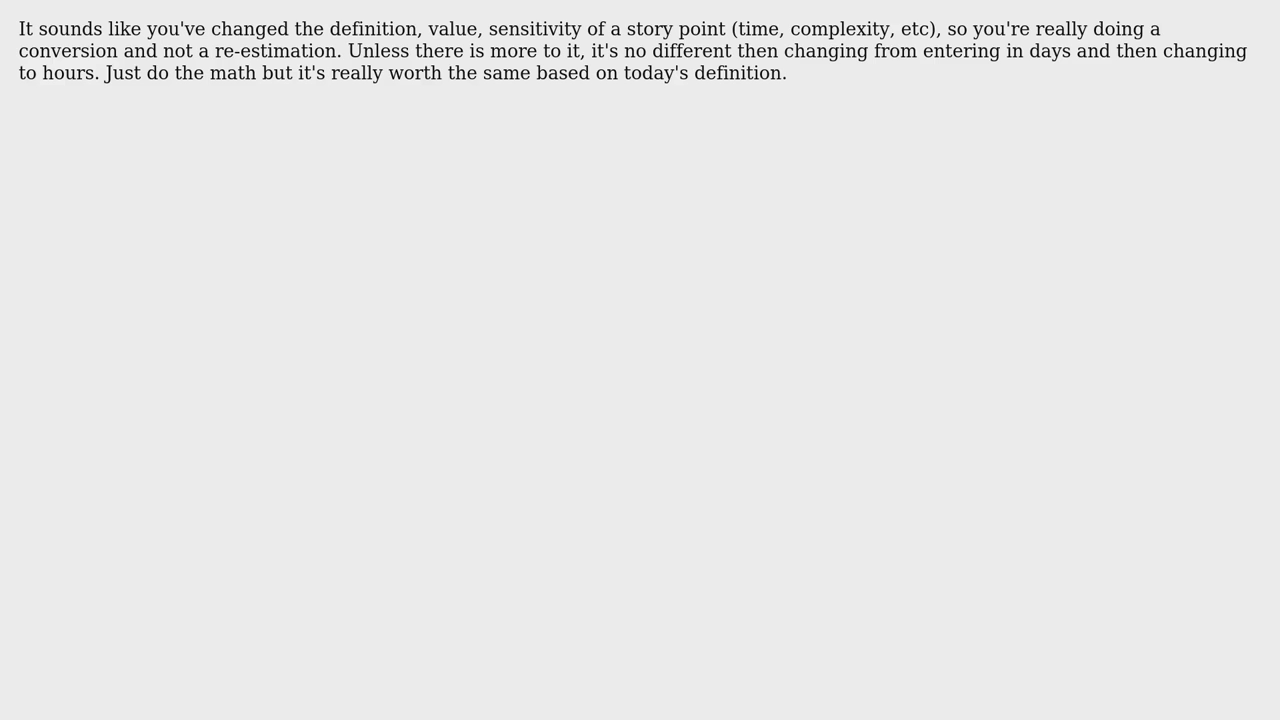 It sounds like you've changed the definition, value, sensitivity of a story point (time, complexity, etc), so you're really doing a
conversion and not a re-estimation. Unless there is more to it, it's no different then changing from entering in days and then changing
to hours. Just do the math but it's really worth the same based on today's definition.